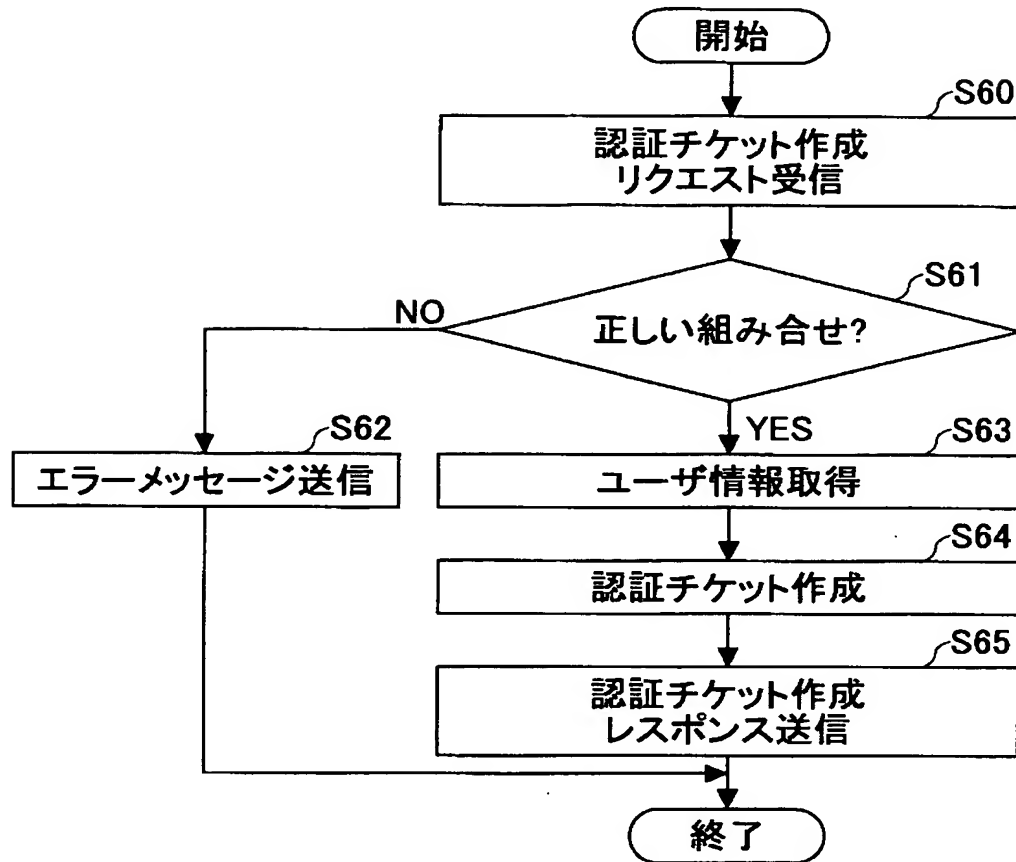 開始
S60
認証チケット作成
リクエスト受信
S61
正しい組み合せ?
NO
YES
S62
エラーメッセージ送信
S63
ユーザ情報取得
S64
認証チケット作成
S65
認証チケット作成
レスポンス送信
終了